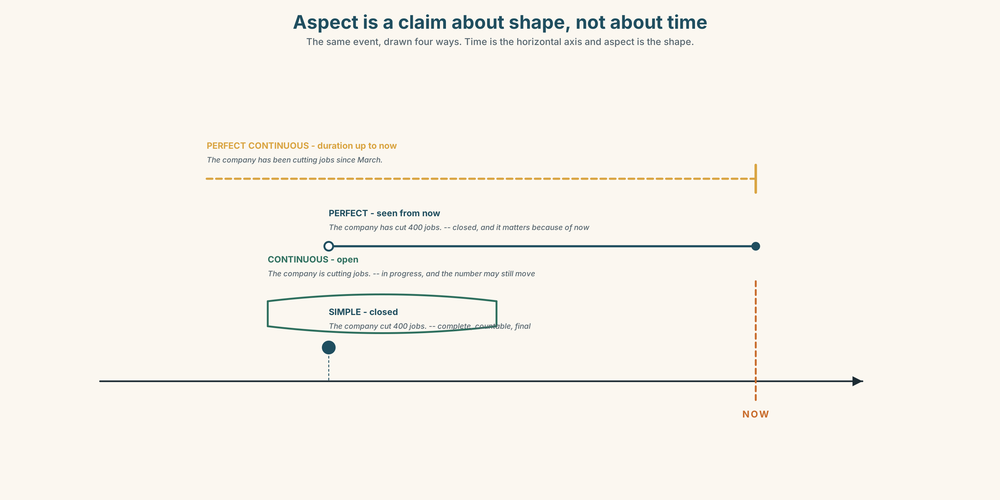 Aspect is a claim about shape, not about time
The same event, drawn four ways. Time is the horizontal axis and aspect is the shape.
PERFECT CONTINUOUS - duration up to now
The company has been cutting jobs since March.
PERFECT - seen from now
The company has cut 400 jobs. -- closed, and it matters because of now
CONTINUOUS - open
The company is cutting jobs. -- in progress, and the number may still move
SIMPLE - closed
The company cut 400 jobs. -- complete, countable, final
NOW